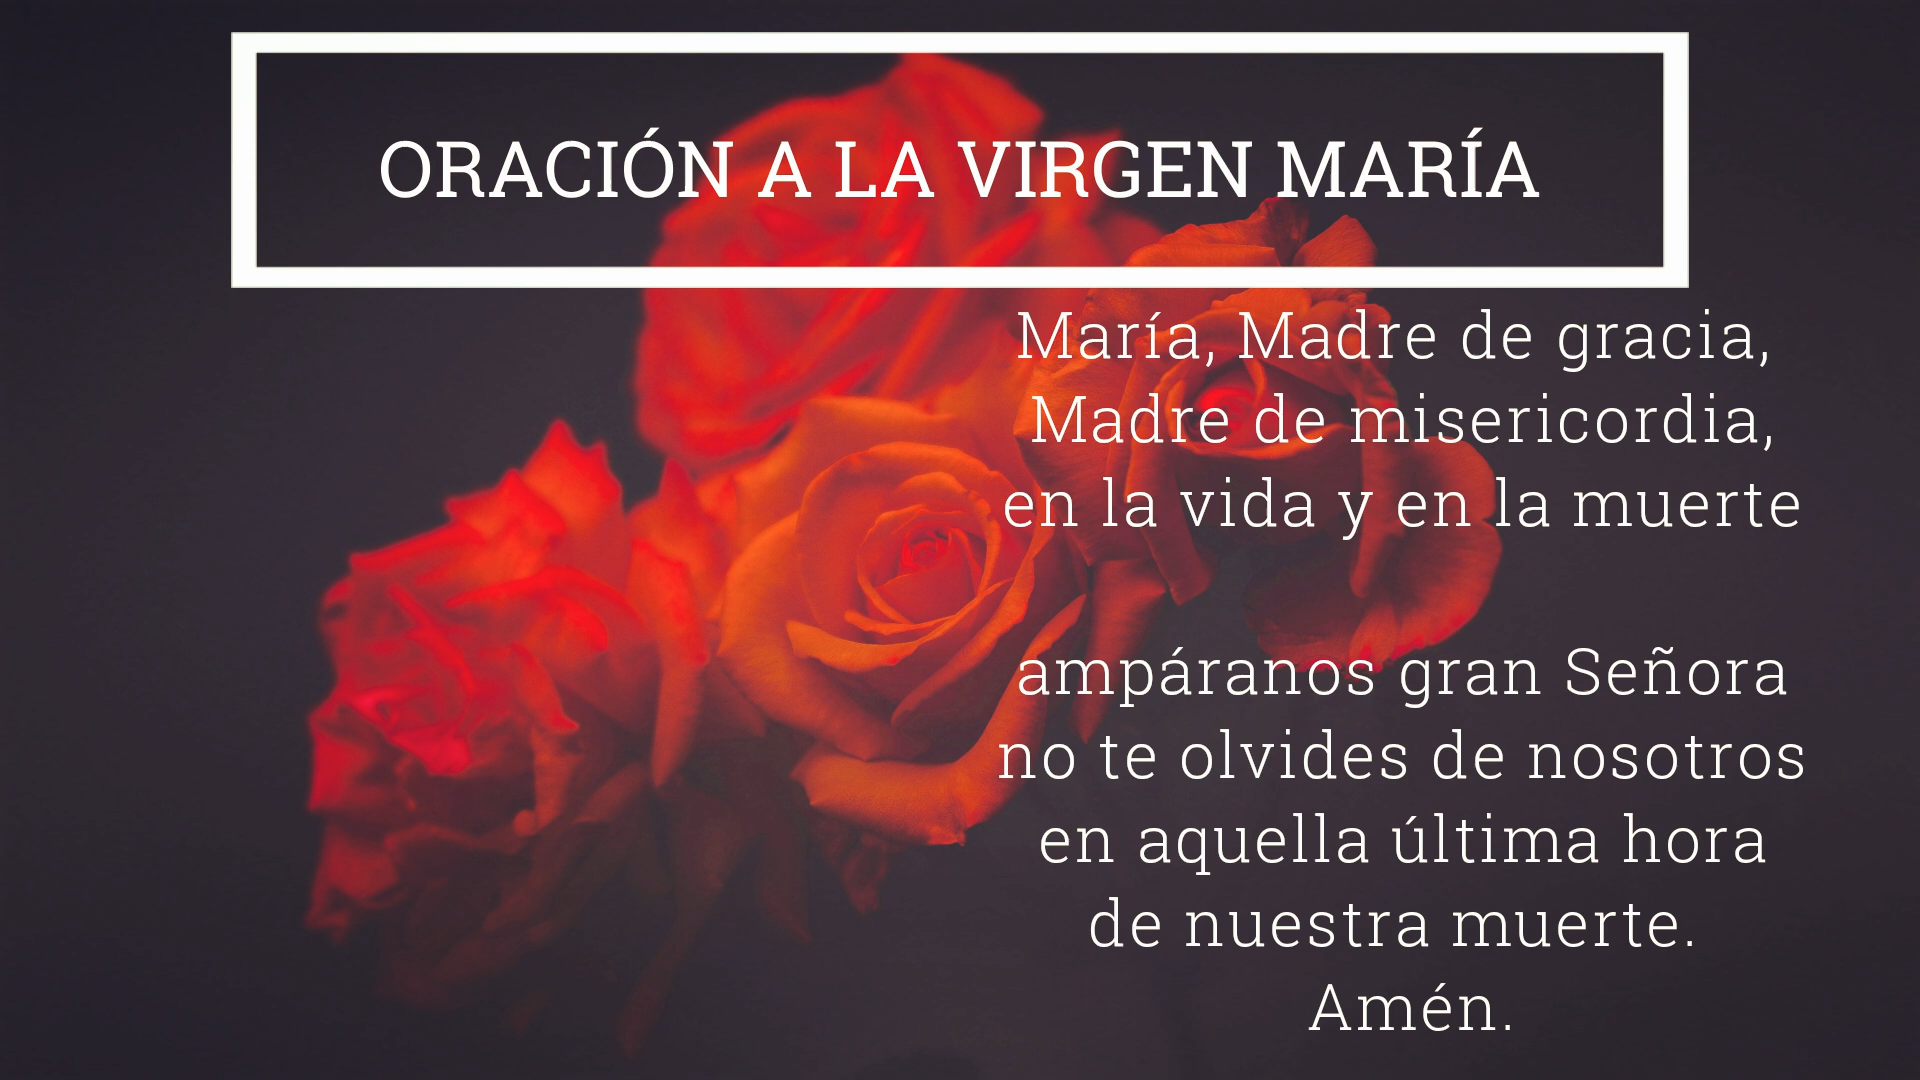 ORACIÓN A LA VIRGEN MARÍA
María, Madre de gracia,
Madre de misericordia,
en la vida y en la muerte
ampáranos gran Señora
no te olvides de nosotros
en aquella última hora
de nuestra muerte.
Amén.